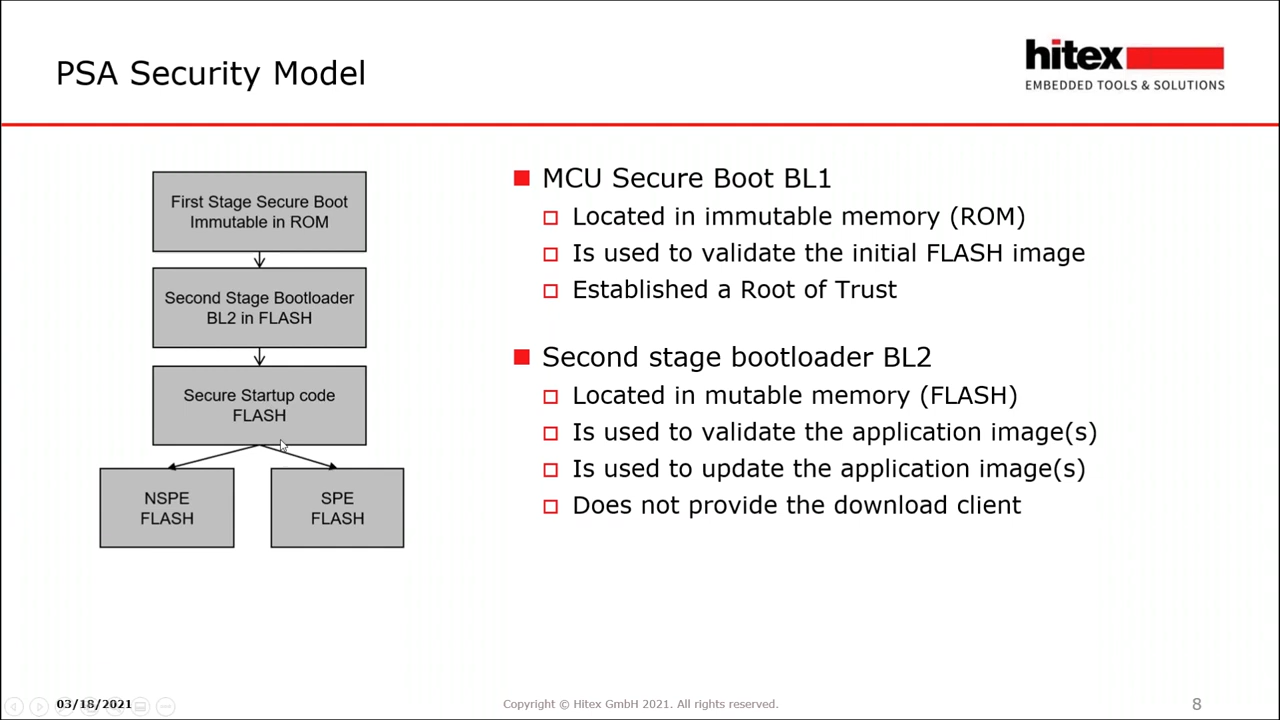 PSA Security Model
hitex
EMBEDDED TOOLS & SOLUTIONS
First Stage Secure Boot
Immutable in ROM
Second Stage Bootloader
BL2 in FLASH
Secure Startup code
FLASH
NSPE
FLASH
SPE
FLASH
MCU Secure Boot BL1
Located in immutable memory (ROM)
Is used to validate the initial FLASH image
Established a Root of Trust
Second stage bootloader BL2
Located in mutable memory (FLASH)
Is used to validate the application image(s)
Is used to update the application image(s)
Does not provide the download client
03/18/2021
Copyright © Hitex GmbH 2021. All rights reserved.
8